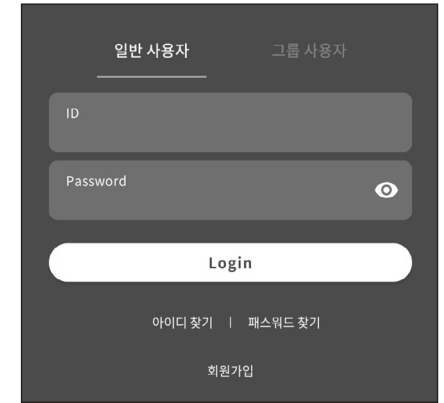 일반 사용자 그룹 사용자
ID
Password
Login
아이디 찾기 | 패스워드 찾기
회원가입